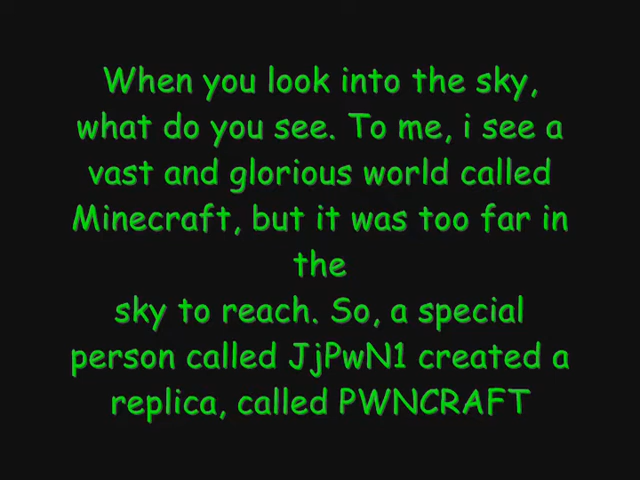 When you look into the sky,
what do you see. To me, i see a
vast and glorious world called
Minecraft, but it was too far in
the
sky to reach. So, a special
person called JjPwN1 created a
replica, called PWNCRAFT